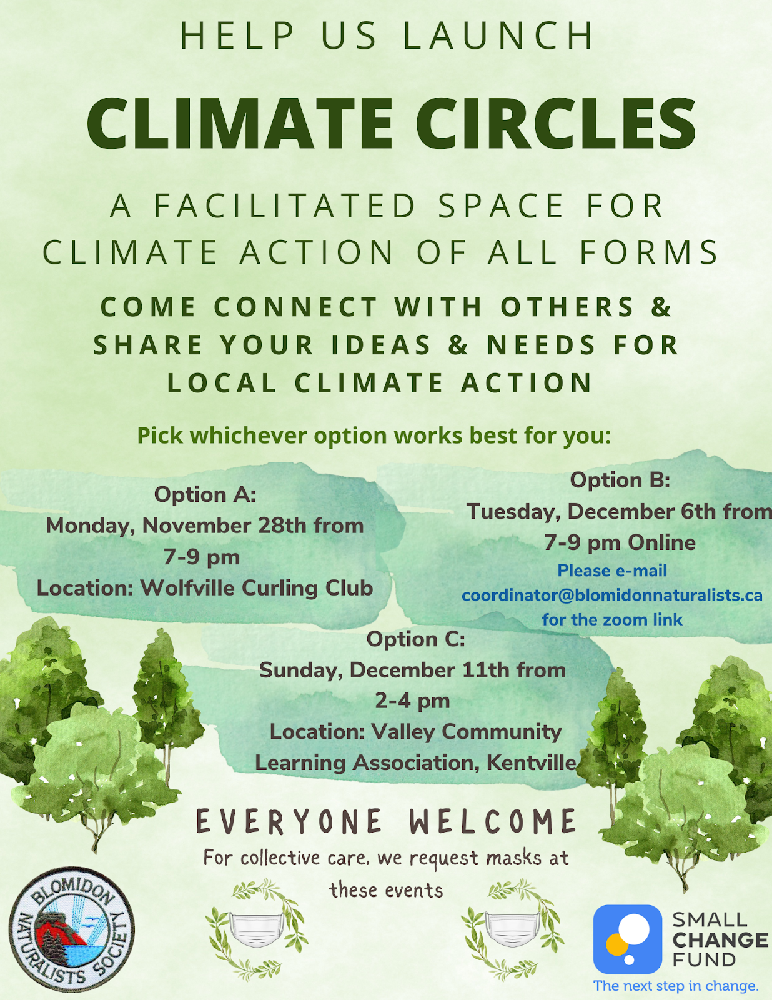 HELP US LAUNCH
CLIMATE CIRCLES
A FACILITATED SPACE FOR
CLIMATE ACTION OF ALL FORMS
COME CONNECT WITH OTHERS &
SHARE YOUR IDEAS & NEEDS FOR
LOCAL CLIMATE ACTION
Pick whichever option works best for you:
Option A:
Monday, November 28th from
7-9 pm
Location: Wolfville Curling Club
Option B:
Tuesday, December 6th from
7-9 pm Online
Please e-mail
coordinator@blomidonnaturalists.ca
for the zoom link
Option C:
Sunday, December 11th from
2-4 pm
Location: Valley Community
Learning Association, Kentville
EVERYONE WELCOME
For collective care, we request masks at
these events
BLOMIDON
NATURALISTS SOCIETY
SMALL
CHANGE
FUND
The next step in change.